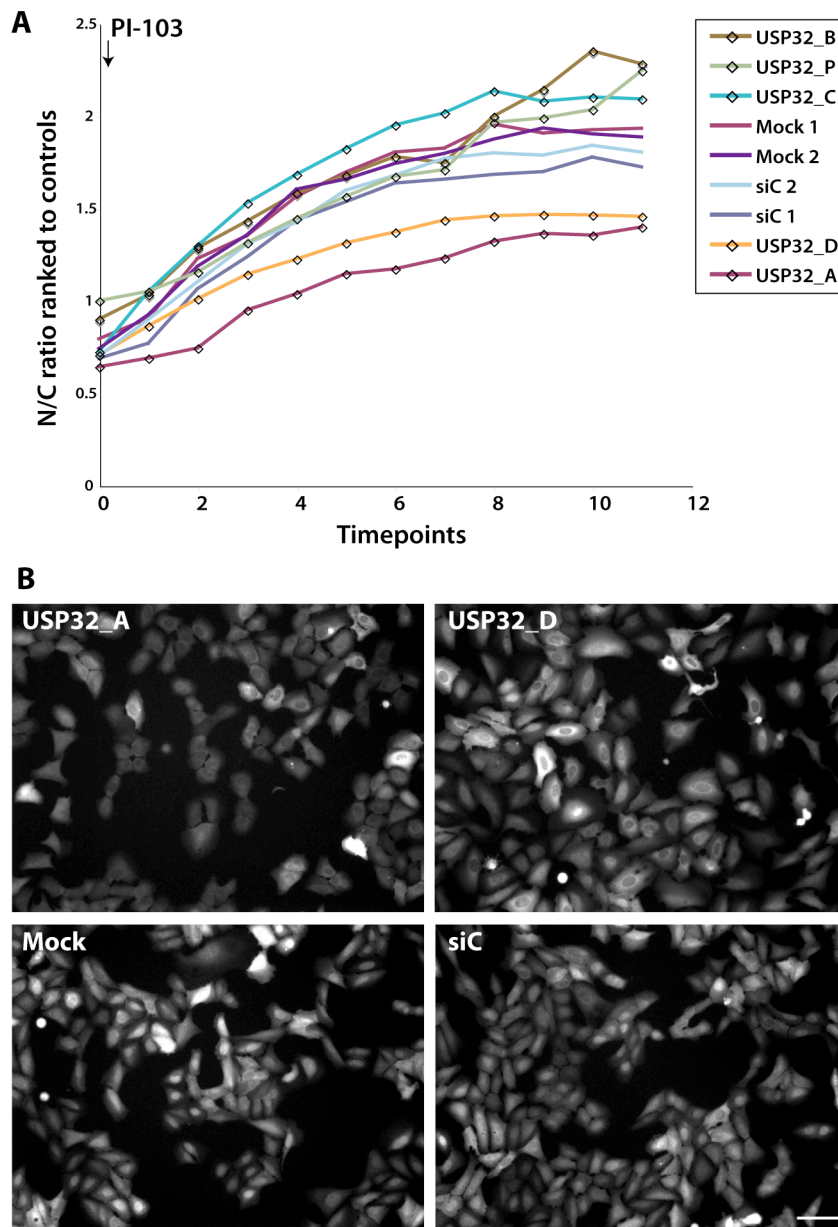 A
PI-103
2.5
2
1.5
1
0.5
0
0 2 4 6 8 10 12
N/C ratio ranked to controls
Timepoints
USP32_B
USP32_P
USP32_C
Mock 1
Mock 2
siC 2
siC 1
USP32_D
USP32_A
B
USP32_A
USP32_D
Mock
siC